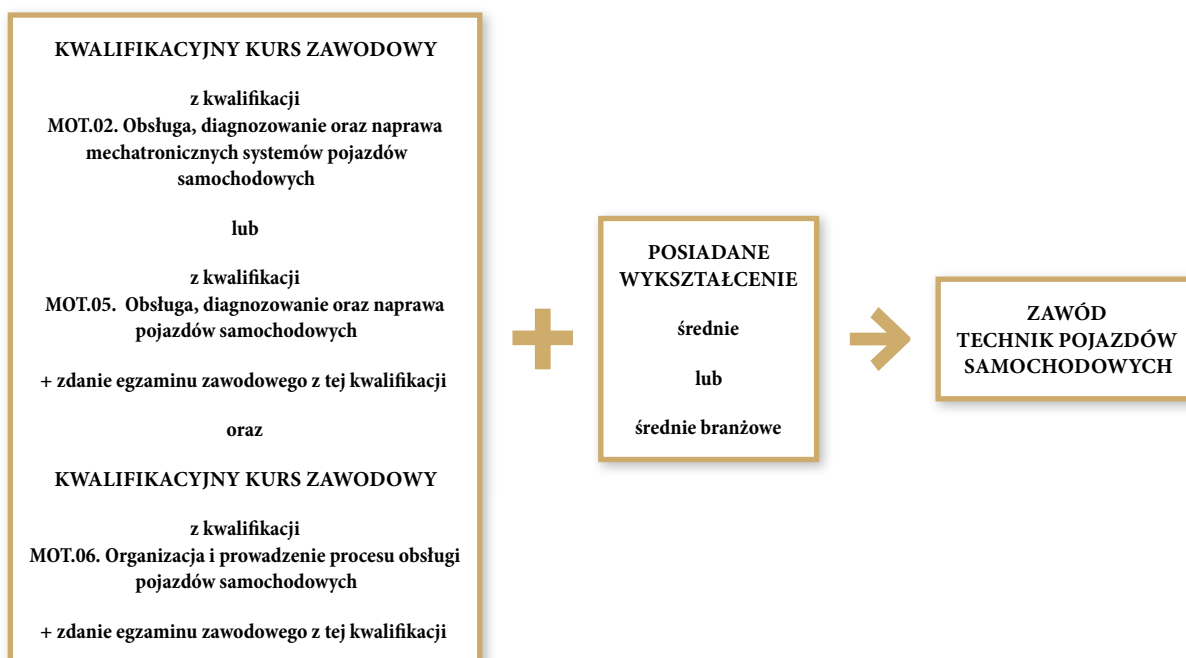 KWALIFIKACYJNY KURS ZAWODOWY
z kwalifikacji
MOT.02. Obsługa, diagnozowanie oraz naprawa
mechatronicznych systemów pojazdów
samochodowych
lub
z kwalifikacji
MOT.05. Obsługa, diagnozowanie oraz naprawa
pojazdów samochodowych
+ zdanie egzaminu zawodowego z tej kwalifikacji
oraz
KWALIFIKACYJNY KURS ZAWODOWY
z kwalifikacji
MOT.06. Organizacja i prowadzenie procesu obsługi
pojazdów samochodowych
+ zdanie egzaminu zawodowego z tej kwalifikacji
POSIADANE
WYKSZTAŁCENIE
średnie
lub
średnie branżowe
ZAWÓD
TECHNIK POJAZDÓW
SAMOCHODOWYCH